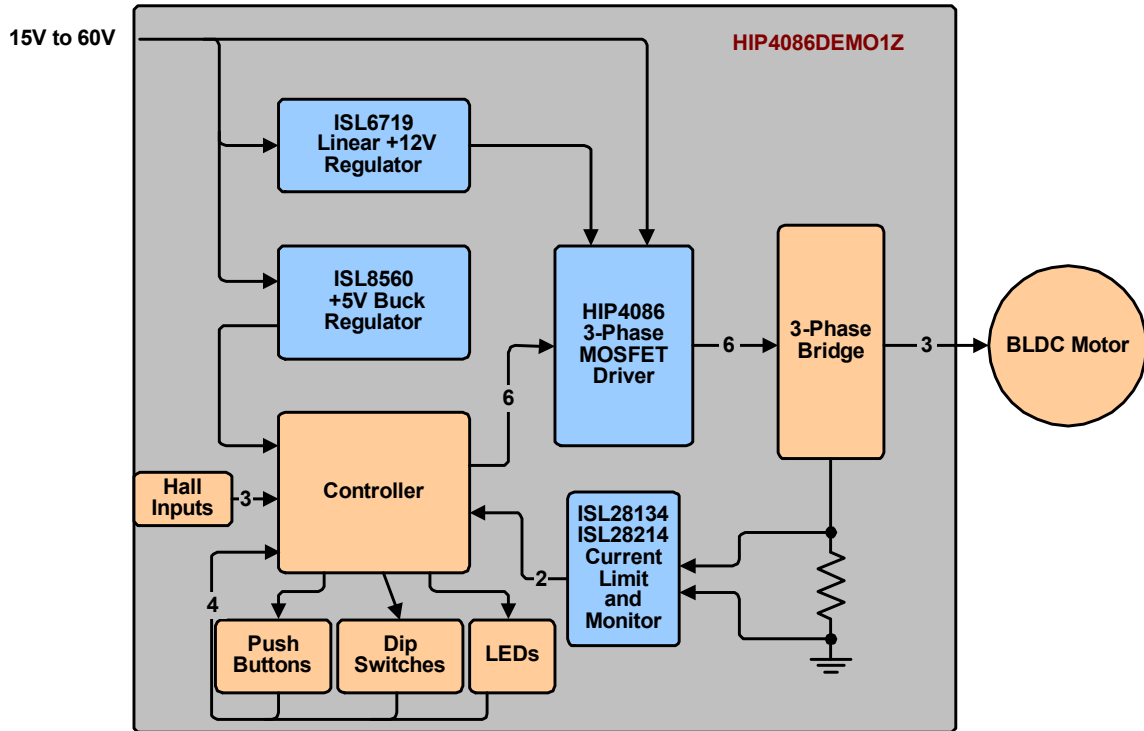 15V to 60V
HIP4086DEMO1Z
ISL6719
Linear +12V
Regulator
ISL8560
+5V Buck
Regulator
HIP4086
3-Phase
MOSFET
Driver
6
3-Phase
Bridge
3
BLDC Motor
6
Controller
Hall
Inputs
3
ISL28134
ISL28214
Current
Limit
and
Monitor
2
4
Push
Buttons
Dip
Switches
LEDs